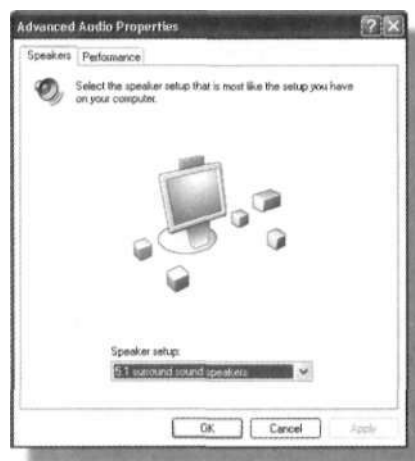 Advanced Audio Properties
Speakers
Performance
Select the speaker setup that is most like the setup you have
on your computer.
Speaker setup:
5.1 surround sound speakers
OK
Cancel
Apply